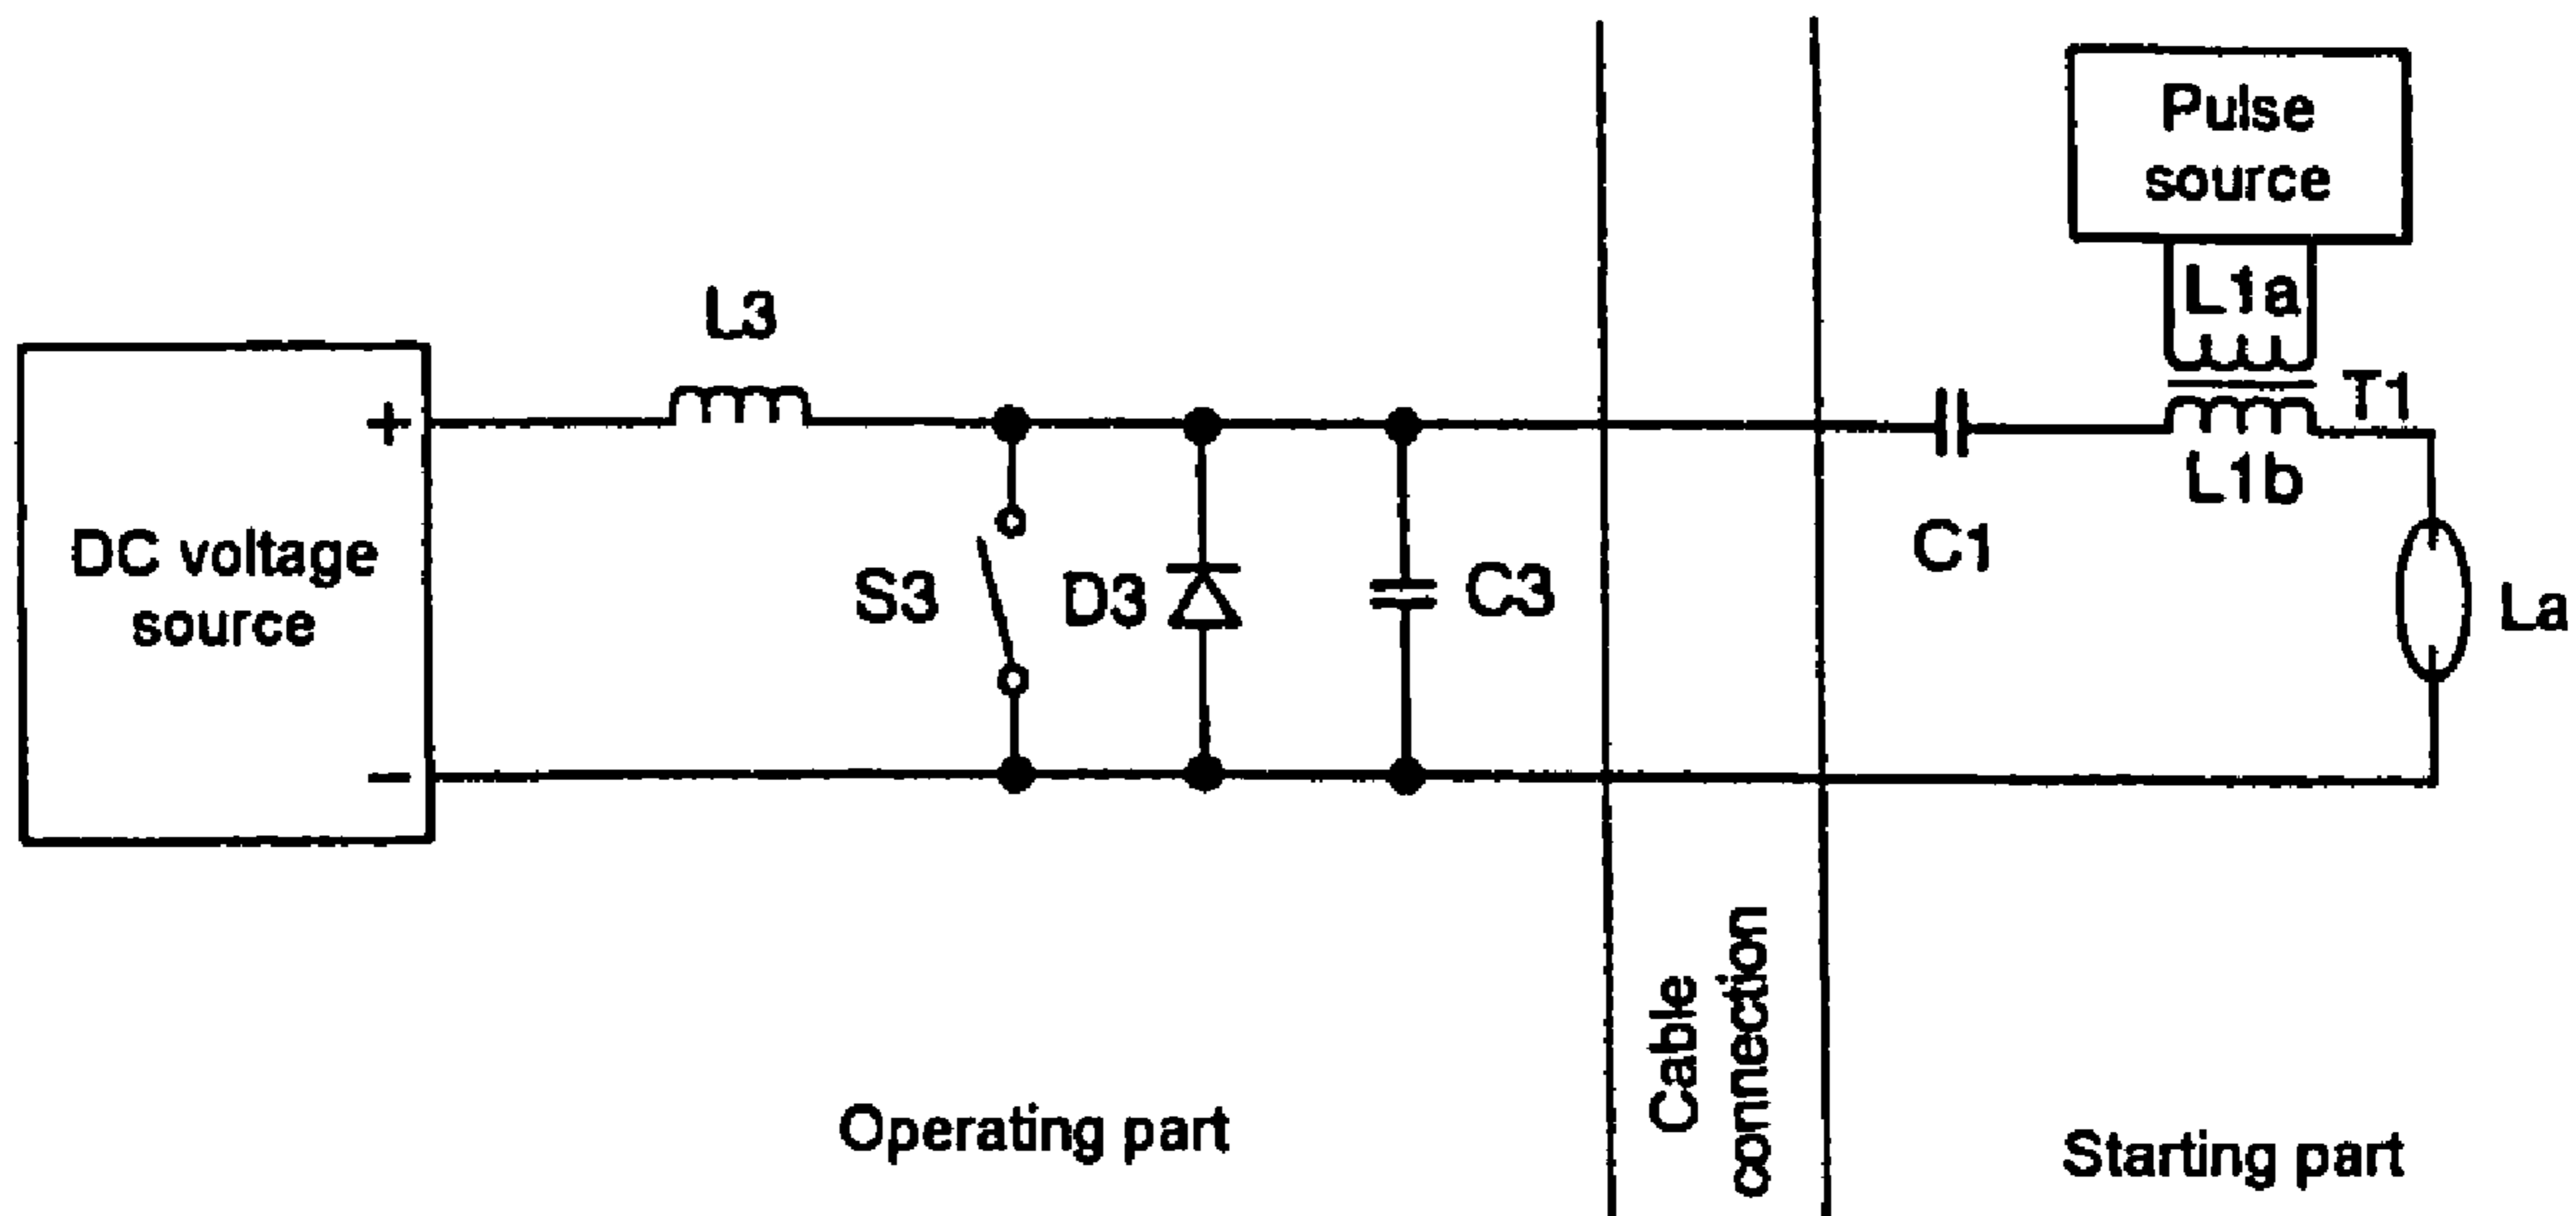 Pulse
source
L1a
L3
T1
+
L1b
DC voltage
source
S3
D3
C3
C1
La
−
Cable
connection
Operating part
Starting part